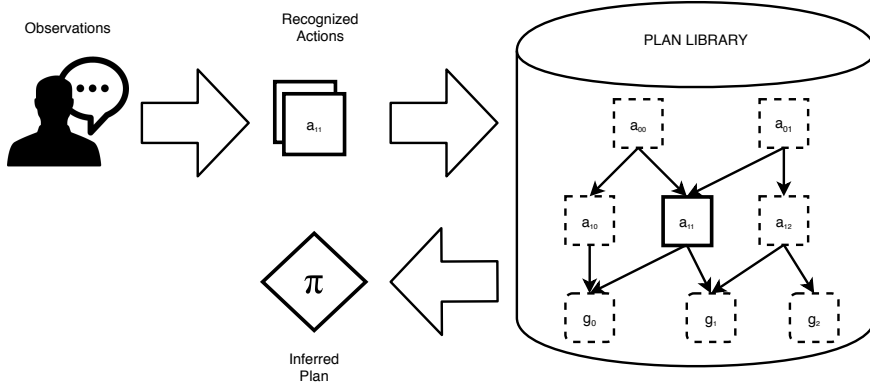 Observations
Recognized
Actions
PLAN LIBRARY
a₁₁
a₀₀
a₀₁
a₁₀
a₁₁
a₁₂
g₀
g₁
g₂
π
Inferred
Plan